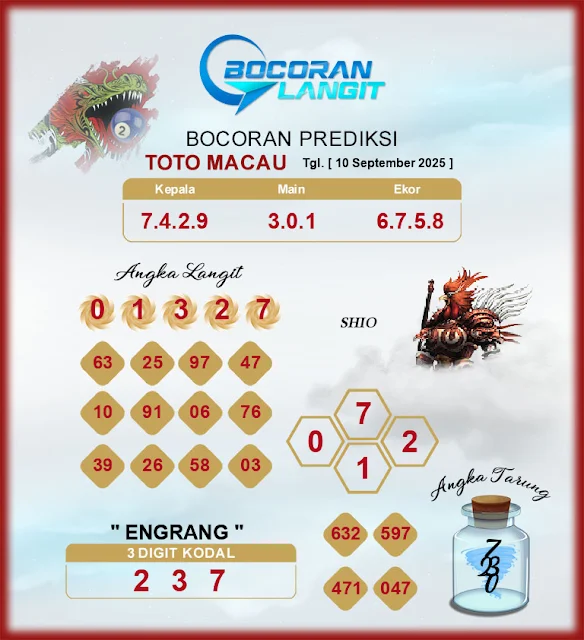 BOCORAN
LANGIT
2
BOCORAN PREDIKSI
TOTO MACAU Tgl. [ 10 September 2025 ]
Kepala Main Ekor
7.4.2.9 3.0.1 6.7.5.8
Angka Langit
0 1 3 2 7
SHIO
63 25 97 47
10 91 06 76
39 26 58 03
7
0 2
1
Angka Tarung
" ENGRANG "
3 DIGIT KODAL
2 3 7
632 597
471 047
7
2